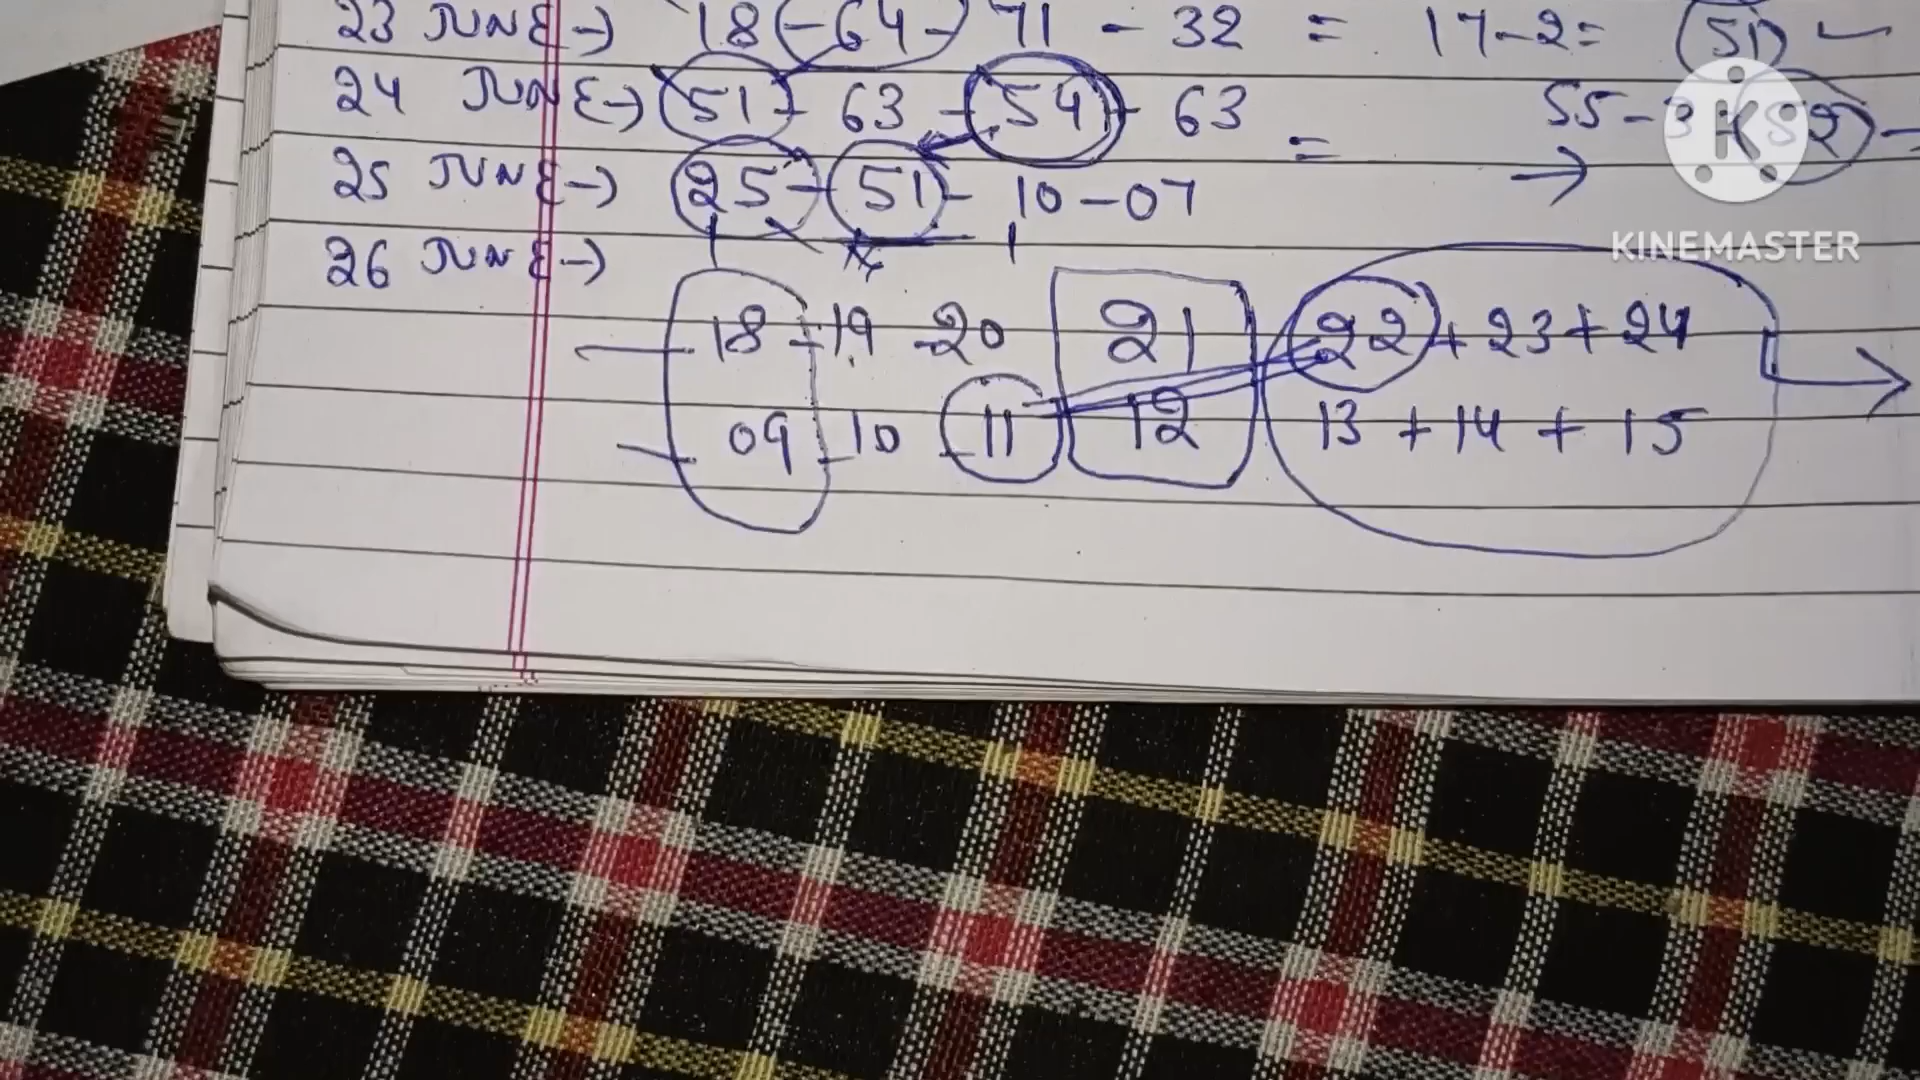 23 JUNE→ 18 - 64 - 71 - 32 = 17-2= 51
24 JUNE→ 51 - 63 - 54 - 63 = 55-3 52
25 JUNE→ 25 - 51 - 10 - 07 →
26 JUNE→
18 - 19 - 20 21 22 + 23 + 24 →
09 - 10 - 11 12 13 + 14 + 15
K
KINEMASTER